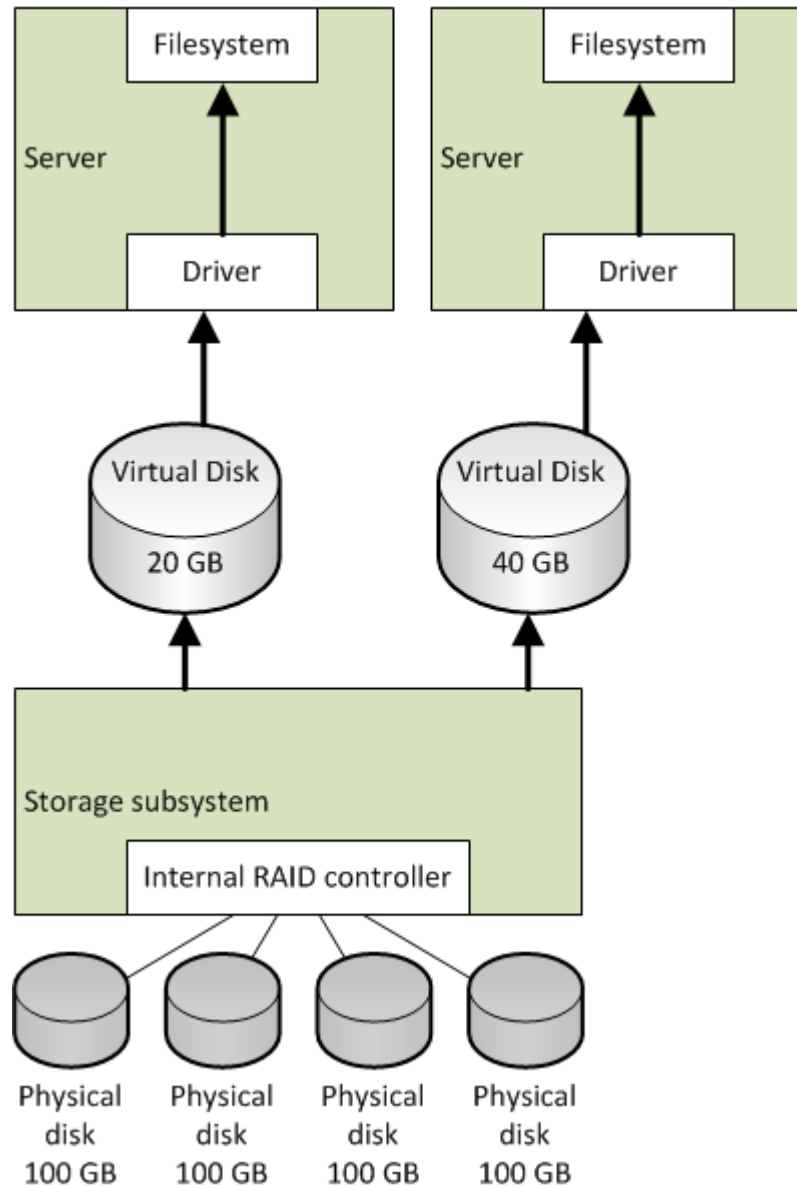 Filesystem
Server
Driver
Filesystem
Server
Driver
Virtual Disk
20 GB
Virtual Disk
40 GB
Storage subsystem
Internal RAID controller
Physical
disk
100 GB
Physical
disk
100 GB
Physical
disk
100 GB
Physical
disk
100 GB